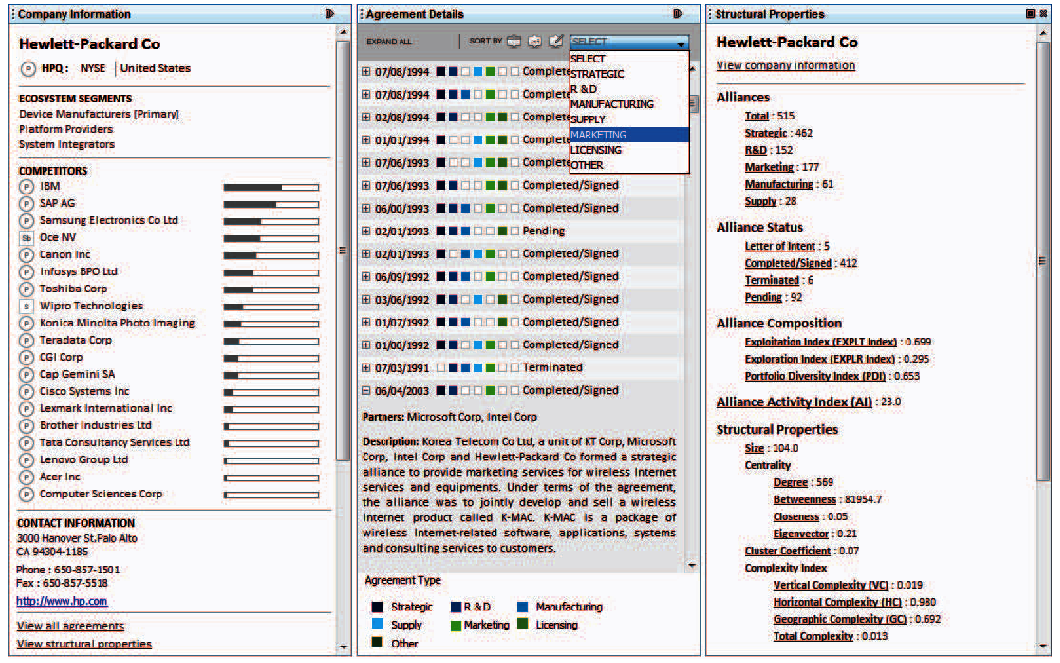 Company Information
Hewlett-Packard Co
P HPQ: NYSE | United States
ECOSYSTEM SEGMENTS
Device Manufacturers [Primary]
Platform Providers
System Integrators
COMPETITORS
P IBM
P SAP AG
P Samsung Electronics Co Ltd
Sb Oce NV
P Canon Inc
P Infosys BPO Ltd
P Toshiba Corp
S Wipro Technologies
P Konica Minolta Photo Imaging
P Teradata Corp
P CGI Corp
P Cap Gemini SA
P Cisco Systems Inc
P Lexmark International Inc
P Brother Industries Ltd
P Tata Consultancy Services Ltd
P Lenovo Group Ltd
P Acer Inc
P Computer Sciences Corp
CONTACT INFORMATION
3000 Hanover St.Palo Alto
CA 94304-1185
Phone : 650-857-1501
Fax : 650-857-5518
http://www.hp.com
View all agreements
View structural properties
Agreement Details
EXPAND ALL | SORT BY SELECT
SELECT
STRATEGIC
R &D
MANUFACTURING
SUPPLY
MARKETING
LICENSING
OTHER
07/08/1994 Complete
07/08/1994 Complete
02/08/1994 Complete
01/01/1994 Complete
07/06/1993 Complete
07/06/1993 Completed/Signed
06/00/1993 Completed/Signed
02/01/1993 Pending
02/01/1993 Completed/Signed
06/09/1992 Completed/Signed
03/06/1992 Completed/Signed
01/07/1992 Completed/Signed
01/00/1992 Completed/Signed
07/03/1991 Terminated
06/04/2003 Completed/Signed
Partners: Microsoft Corp, Intel Corp
Description: Korea Telecom Co Ltd, a unit of KT Corp, Microsoft
Corp, Intel Corp and Hewlett-Packard Co formed a strategic
alliance to provide marketing services for wireless Internet
services and equipments. Under terms of the agreement,
the alliance was to jointly develop and sell a wireless
Internet product called K-MAC. K-MAC is a package of
wireless Internet-related software, applications, systems
and consulting services to customers.
Agreement Type
Strategic R & D Manufacturing
Supply Marketing Licensing
Other
Structural Properties
Hewlett-Packard Co
View company information
Alliances
Total : 515
Strategic : 462
R&D : 152
Marketing : 177
Manufacturing : 61
Supply : 28
Alliance Status
Letter of Intent : 5
Completed/Signed : 412
Terminated : 6
Pending : 92
Alliance Composition
Exploitation Index (EXPLT Index) : 0.699
Exploration Index (EXPLR Index) : 0.295
Portfolio Diversity Index (PDI) : 0.653
Alliance Activity Index (AI) : 23.0
Structural Properties
Size : 104.0
Centrality
Degree : 569
Betweenness : 81954.7
Closeness : 0.05
Eigenvector : 0.21
Cluster Coefficient : 0.07
Complexity Index
Vertical Complexity (VC) : 0.019
Horizontal Complexity (HC) : 0.980
Geographic Complexity (GC) : 0.692
Total Complexity : 0.013